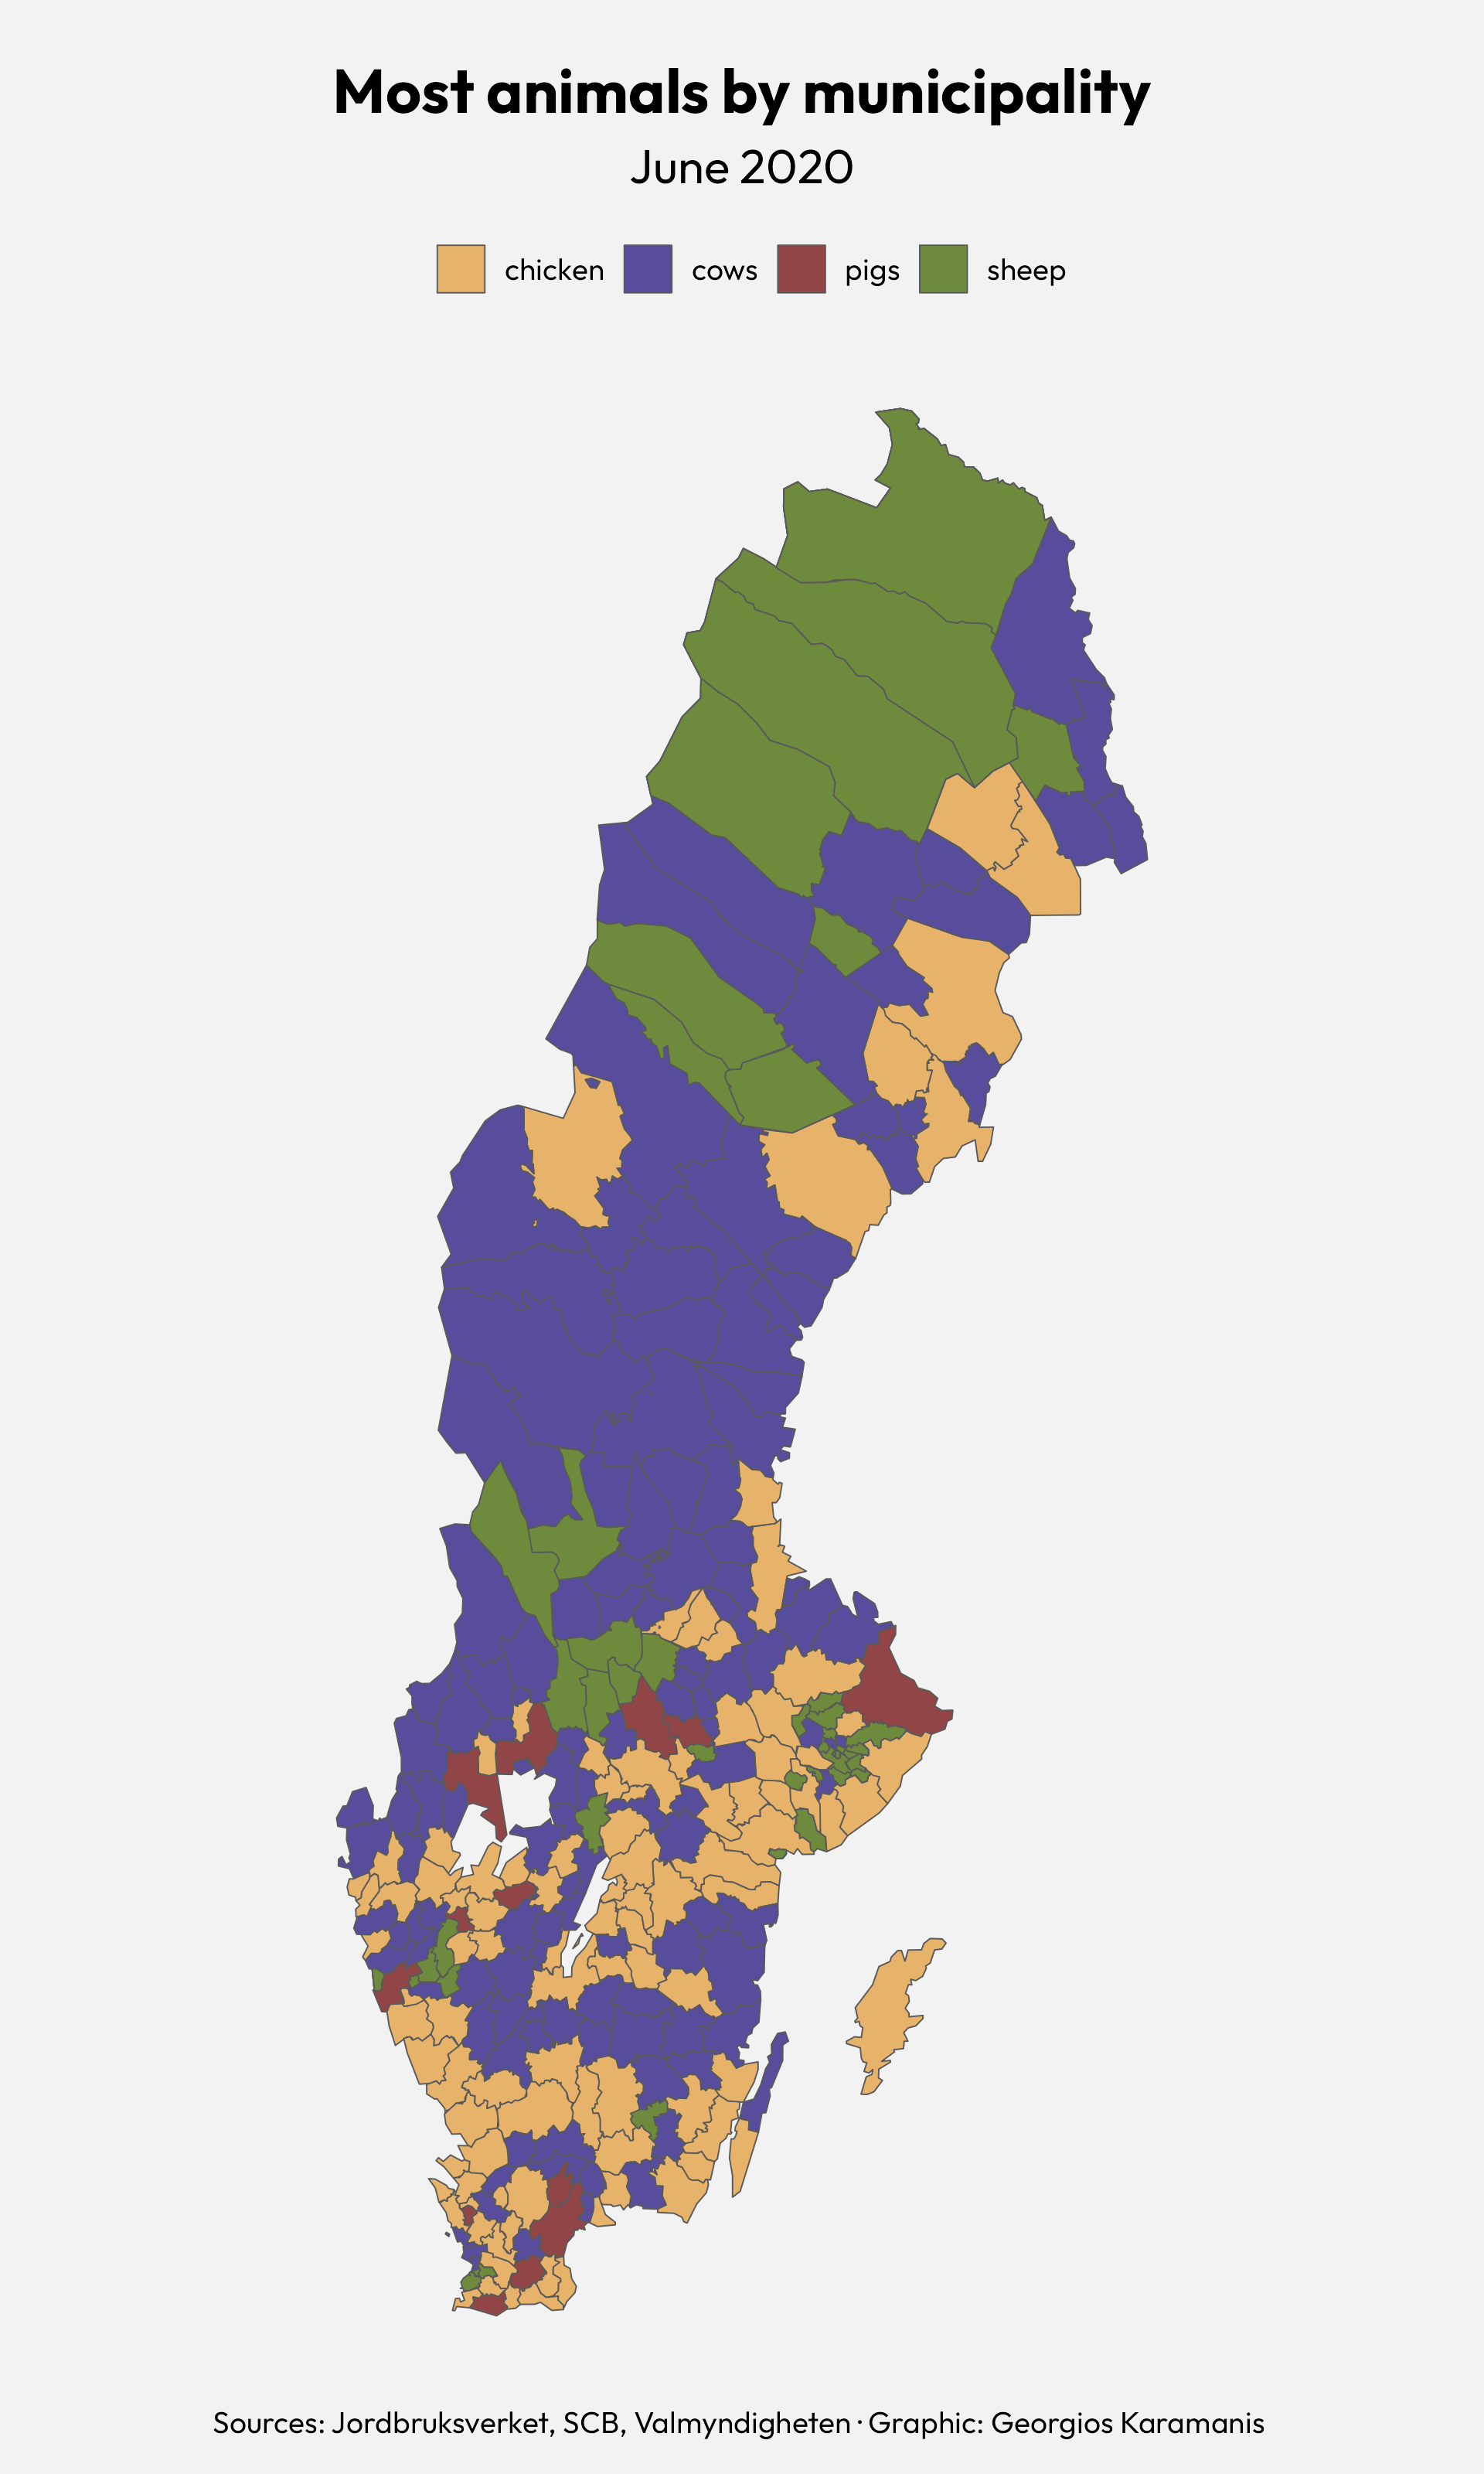 Most animals by municipality
June 2020
chicken cows pigs sheep
Sources: Jordbruksverket, SCB, Valmyndigheten · Graphic: Georgios Karamanis